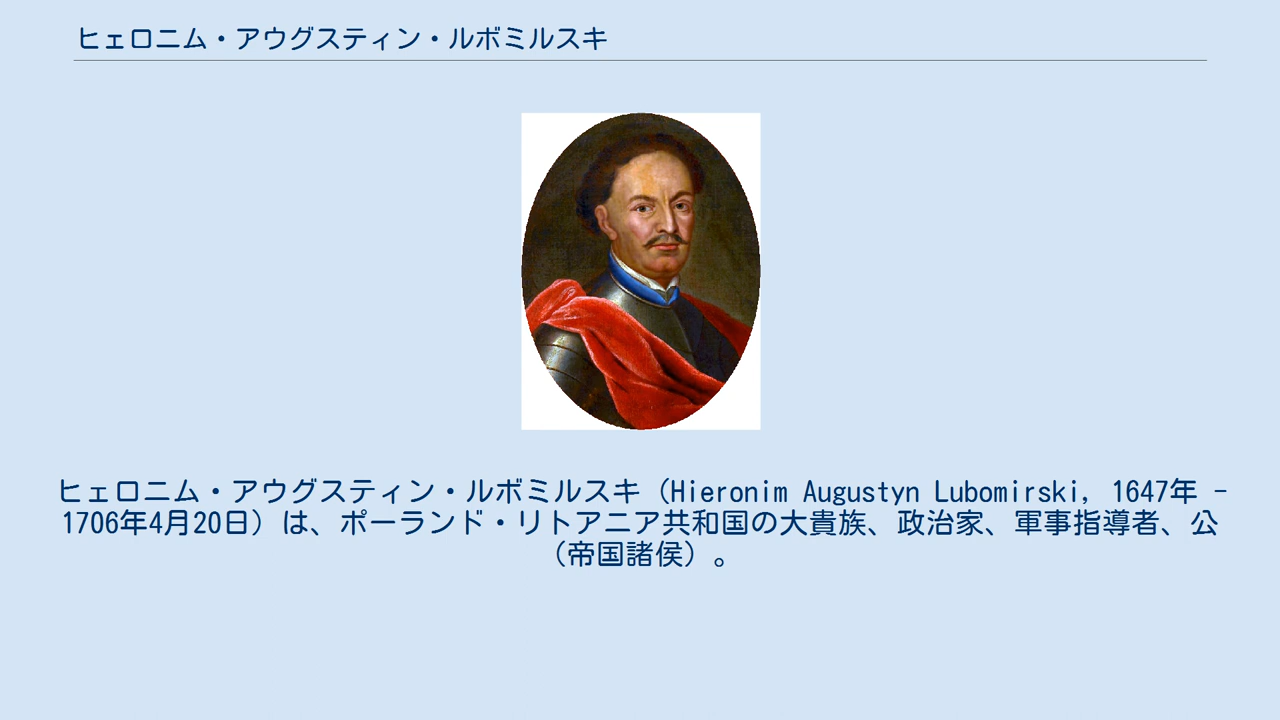 ヒェロニム・アウグスティン・ルボミルスキ
ヒェロニム・アウグスティン・ルボミルスキ（Hieronim Augustyn Lubomirski, 1647年 –
1706年4月20日）は、ポーランド・リトアニア共和国の大貴族、政治家、軍事指導者、公
（帝国諸侯）。